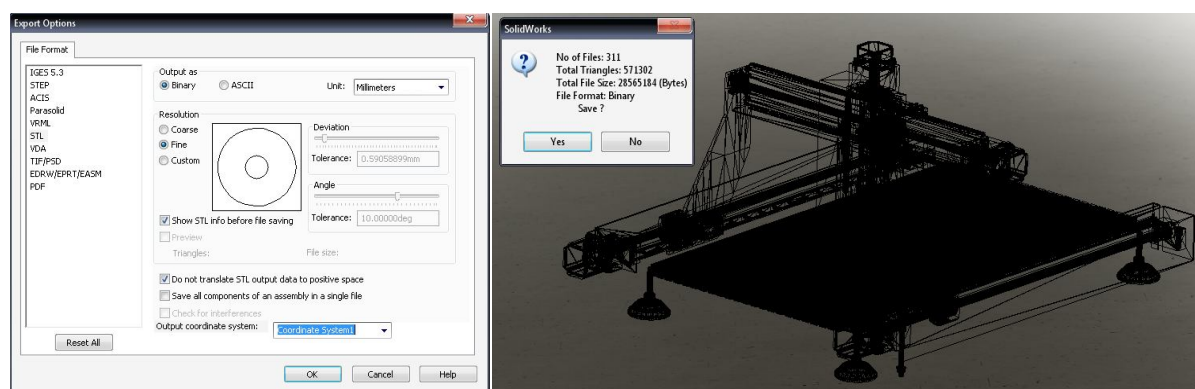 Export Options
File Format
IGES 5.3
STEP
ACIS
Parasolid
VRML
STL
VDA
TIF/PSD
EDRW/EPRT/EASM
PDF
Reset All
Output as
Binary
ASCII
Unit:
Millimeters
Resolution
Coarse
Fine
Custom
Deviation
Tolerance: 0.59058899mm
Angle
Tolerance: 10.00000deg
Show STL info before file saving
Preview
Triangles:
File size:
Do not translate STL output data to positive space
Save all components of an assembly in a single file
Check for interferences
Output coordinate system:
Coordinate System1
OK
Cancel
Help
SolidWorks
No of Files: 311
Total Triangles: 571302
Total File Size: 28565184 (Bytes)
File Format: Binary
Save ?
Yes
No